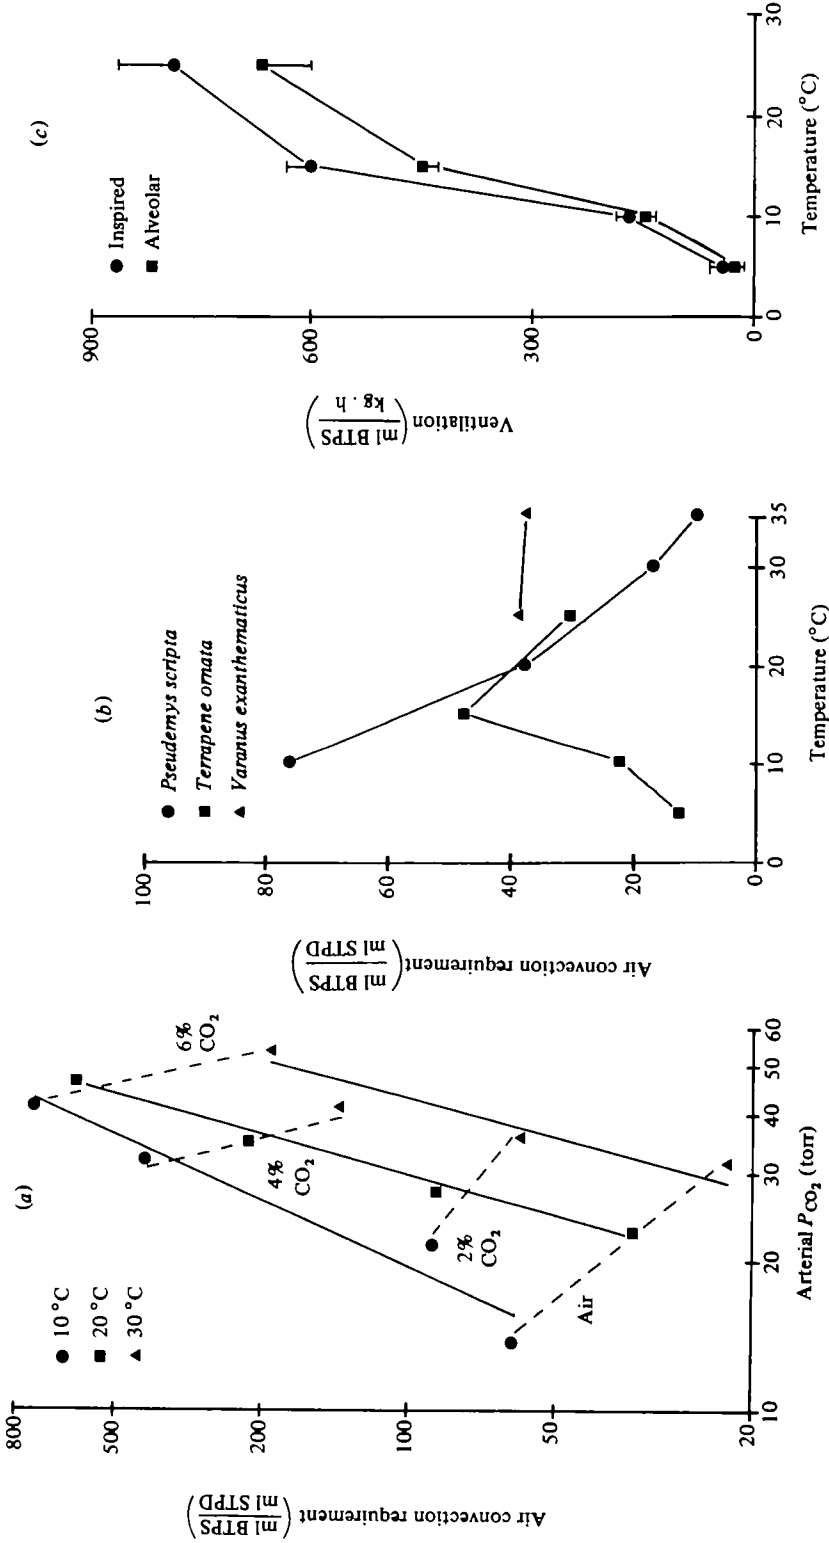 (a)
10 °C
20 °C
30 °C
6%
CO2
4%
CO2
2%
CO2
Air
800
500
200
100
50
20
Air convection requirement (ml BTPS / ml STPD)
10
20
30
40
50
60
Arterial PCO2 (torr)
(b)
Pseudemys scripta
Terrapene ornata
Varanus exanthematicus
100
80
60
40
20
0
Air convection requirement (ml BTPS / ml STPD)
0
10
20
30
35
Temperature (°C)
(c)
Inspired
Alveolar
900
600
300
0
Ventilation (ml BTPS / kg . h)
0
10
20
30
Temperature (°C)